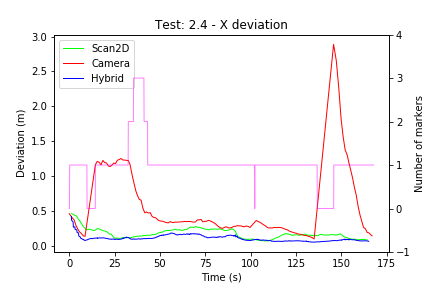 Test: 2.4 - X deviation
Scan2D
Camera
Hybrid
Deviation (m)
3.0
2.5
2.0
1.5
1.0
0.5
0.0
Number of markers
4
3
2
1
0
−1
0 25 50 75 100 125 150 175
Time (s)